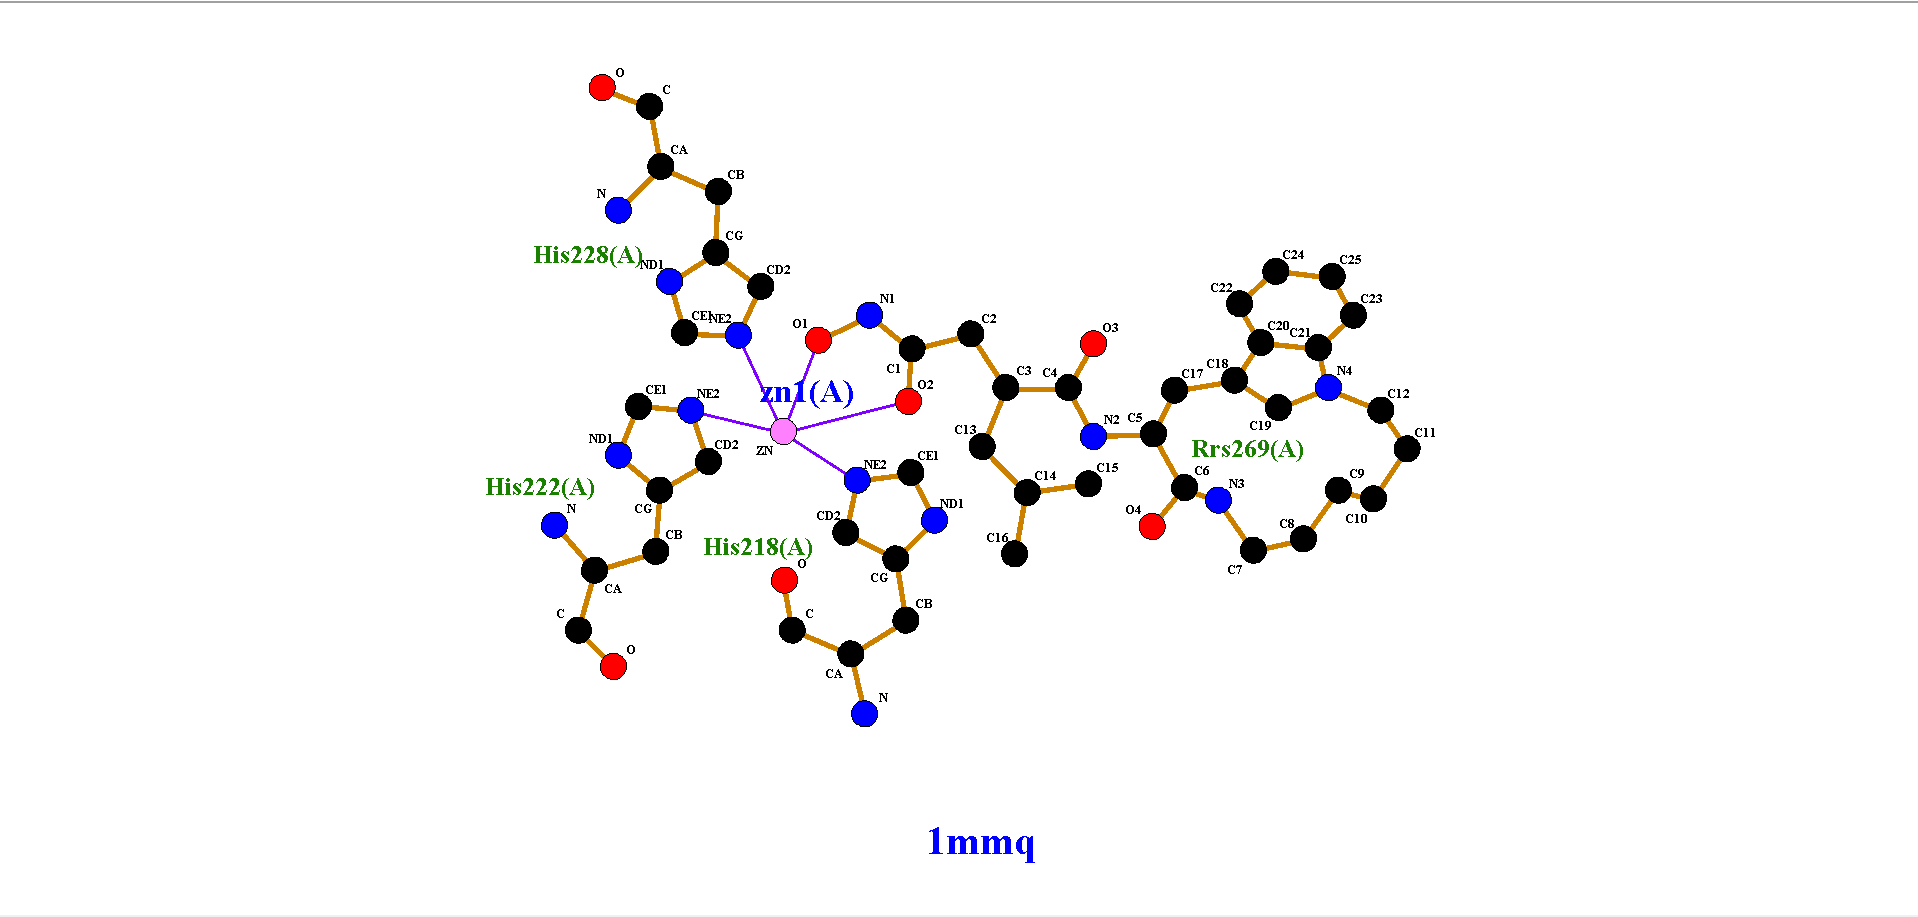 O
C
CA
CB
N
CG
His228(A)
ND1
CD2
CE1
NE2
O1
N1
C2
C1
O2
zn1(A)
ZN
C3
C4
O3
N2
C5
C17
C18
C19
C20
C21
C22
C24
C25
C23
N4
C12
C11
C9
C10
C8
C7
N3
C6
O4
Rrs269(A)
C13
C14
C15
C16
CE1
NE2
ND1
CD2
His222(A)
N
CG
CB
CA
C
O
NE2
CE1
ND1
CD2
His218(A)
O
CG
C
CB
CA
N
1mmq